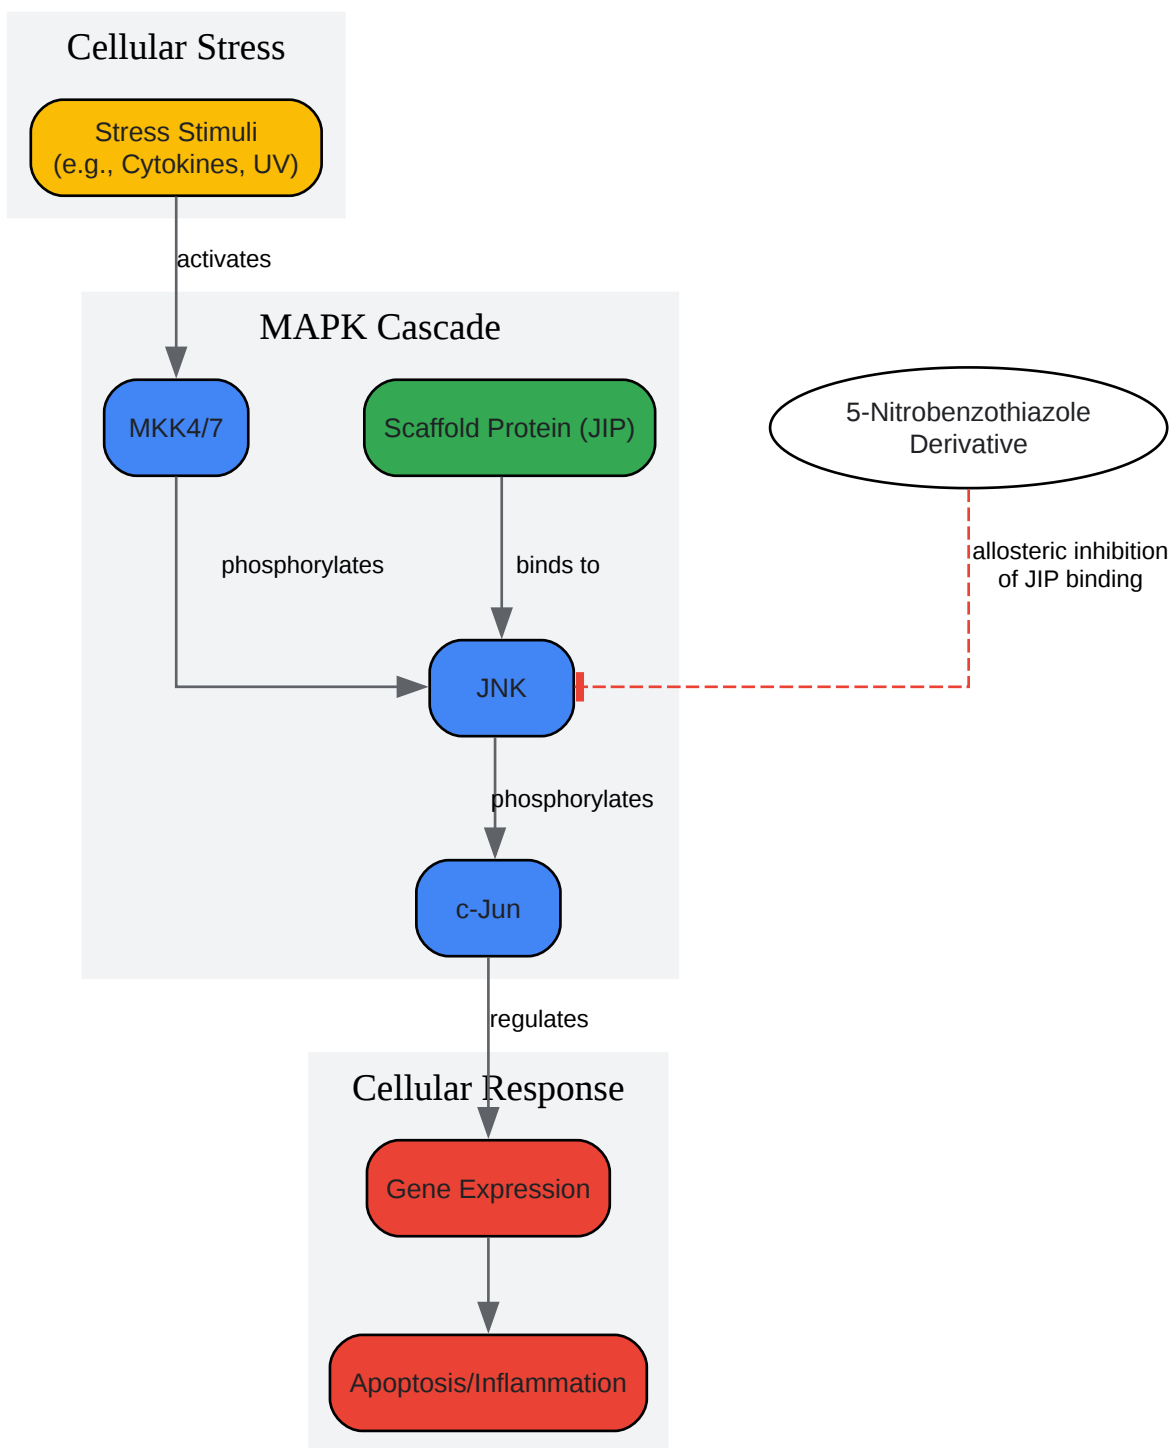 Cellular Stress
Stress Stimuli
(e.g., Cytokines, UV)
activates
MAPK Cascade
MKK4/7
Scaffold Protein (JIP)
5-Nitrobenzothiazole
Derivative
phosphorylates
binds to
allosteric inhibition
of JIP binding
JNK
phosphorylates
c-Jun
regulates
Cellular Response
Gene Expression
Apoptosis/Inflammation